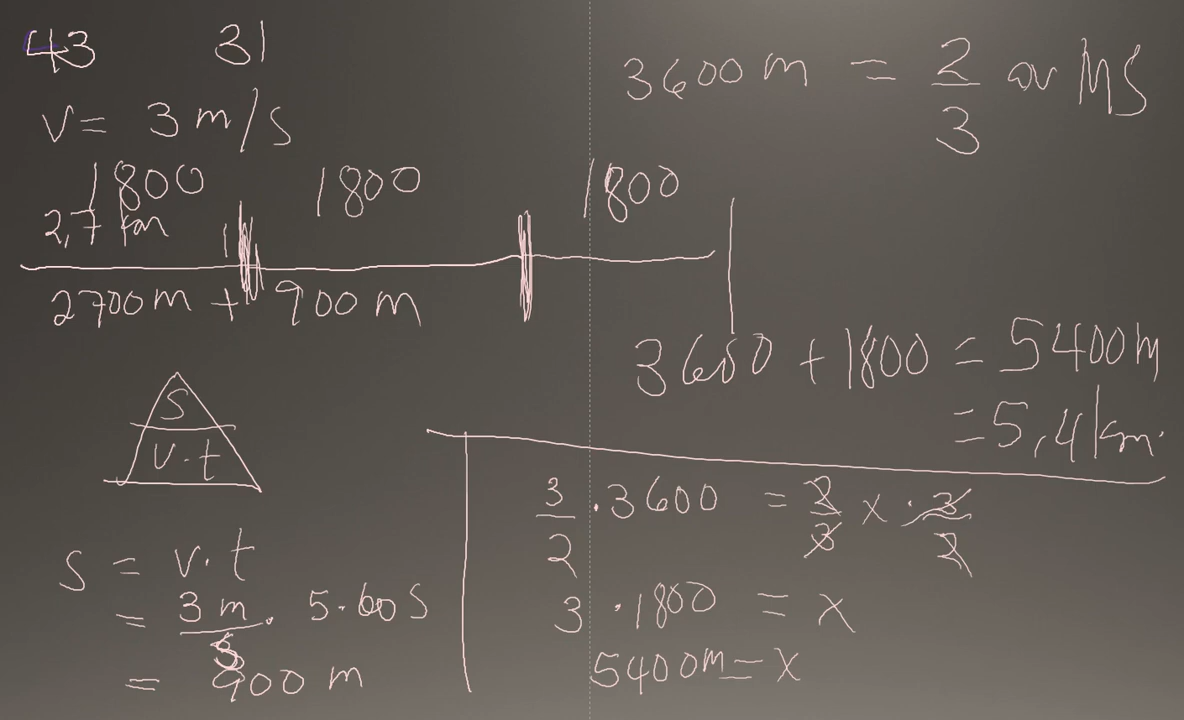 43 31
v = 3 m/s
1800 1800 1800
2,7 km
2700 m + 900 m
s
v·t
s = v·t
= 3 m/s · 5·60 s
= 900 m
3600 m = 2/3 av MS
3600 + 1800 = 5400 m
= 5,4 km.
3/2 · 3600 = 2/3 x · 3/2
3 · 1800 = x
5400 m = x